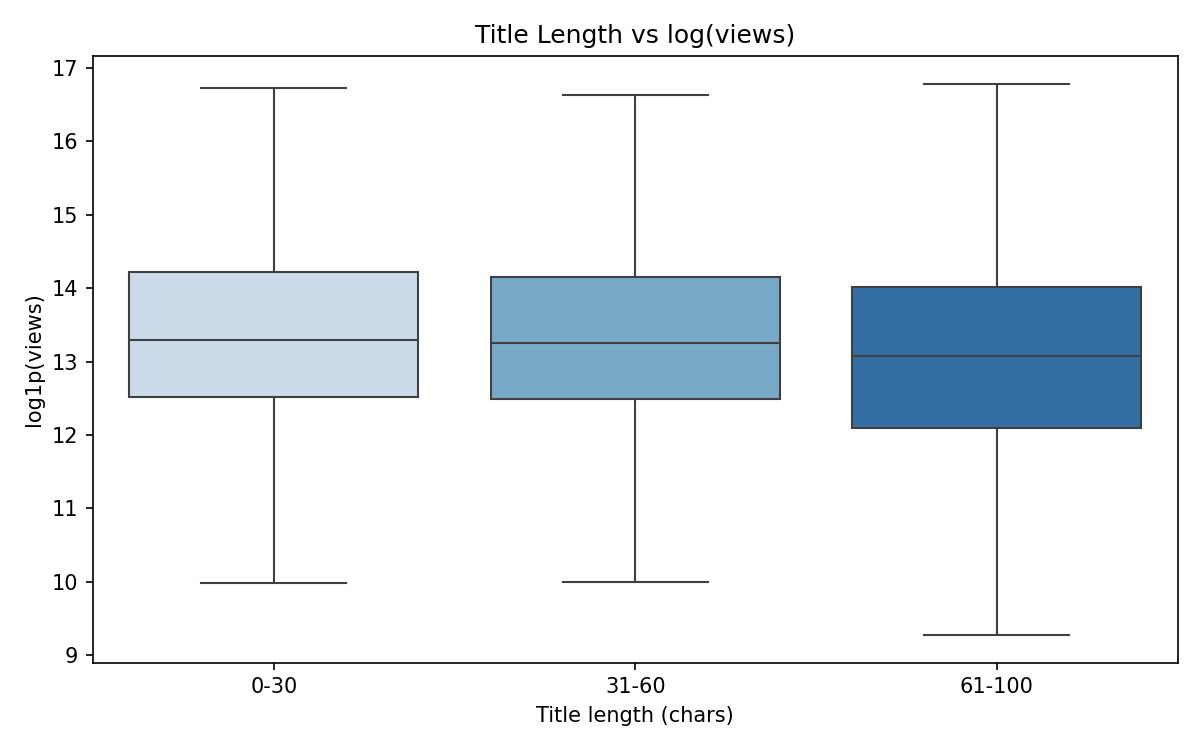 Title Length vs log(views)
17
16
15
14
13
12
11
10
9
log1p(views)
0-30 31-60 61-100
Title length (chars)